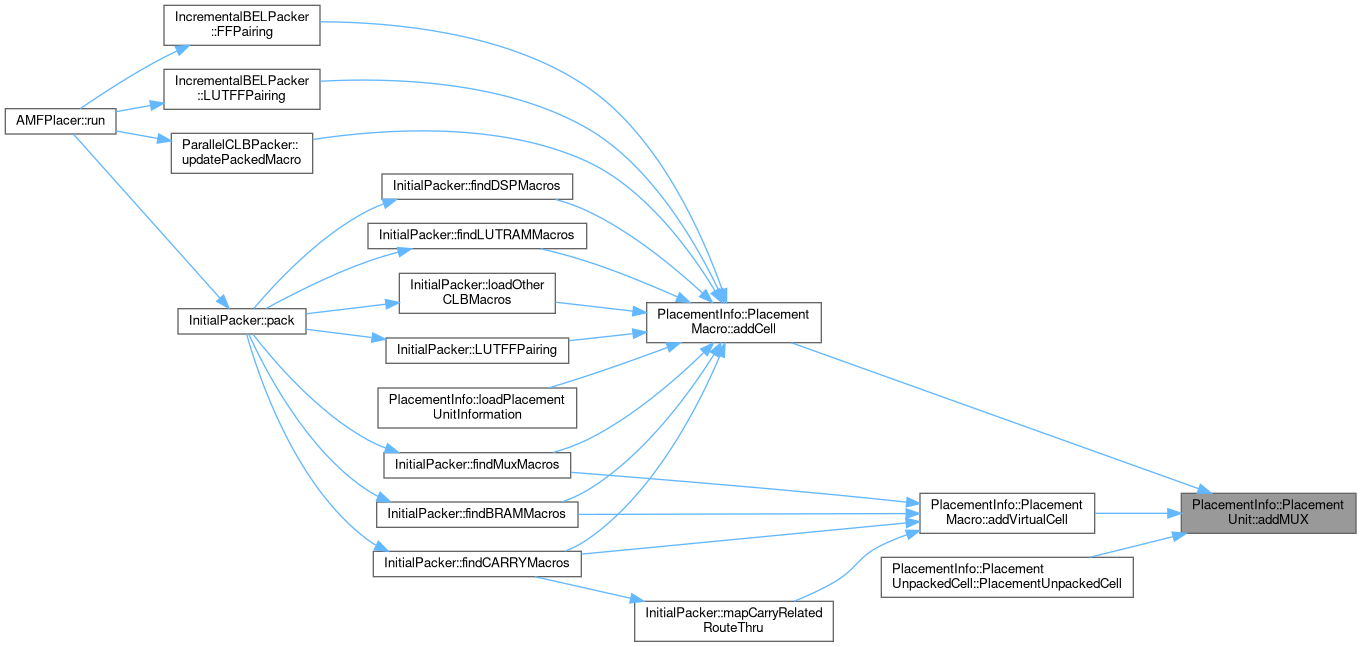 IncrementalBELPacker
::FFPairing
IncrementalBELPacker
::LUTFFPairing
AMFPlacer::run
ParallelCLBPacker::
updatePackedMacro
InitialPacker::findDSPMacros
InitialPacker::findLUTRAMMacros
InitialPacker::loadOther
CLBMacros
InitialPacker::pack
PlacementInfo::Placement
Macro::addCell
InitialPacker::LUTFFPairing
PlacementInfo::loadPlacement
UnitInformation
InitialPacker::findMuxMacros
InitialPacker::findBRAMMacros
PlacementInfo::Placement
Macro::addVirtualCell
PlacementInfo::Placement
Unit::addMUX
InitialPacker::findCARRYMacros
PlacementInfo::Placement
UnpackedCell::PlacementUnpackedCell
InitialPacker::mapCarryRelated
RouteThru